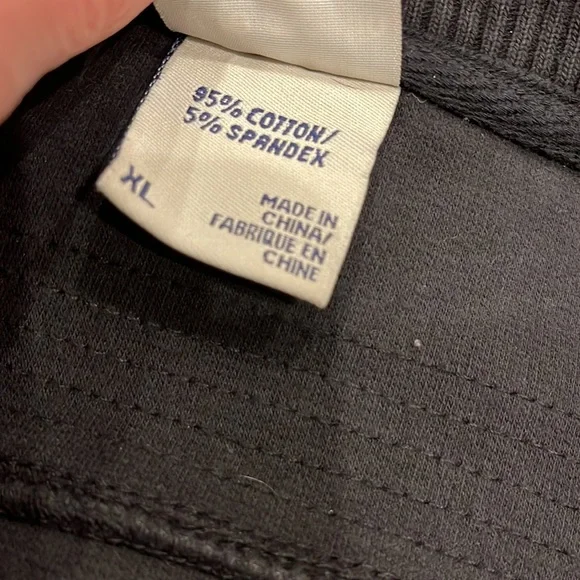 95% COTTON/
5% SPANDEX
XL
MADE IN
CHINA/
FABRIQUE EN
CHINE